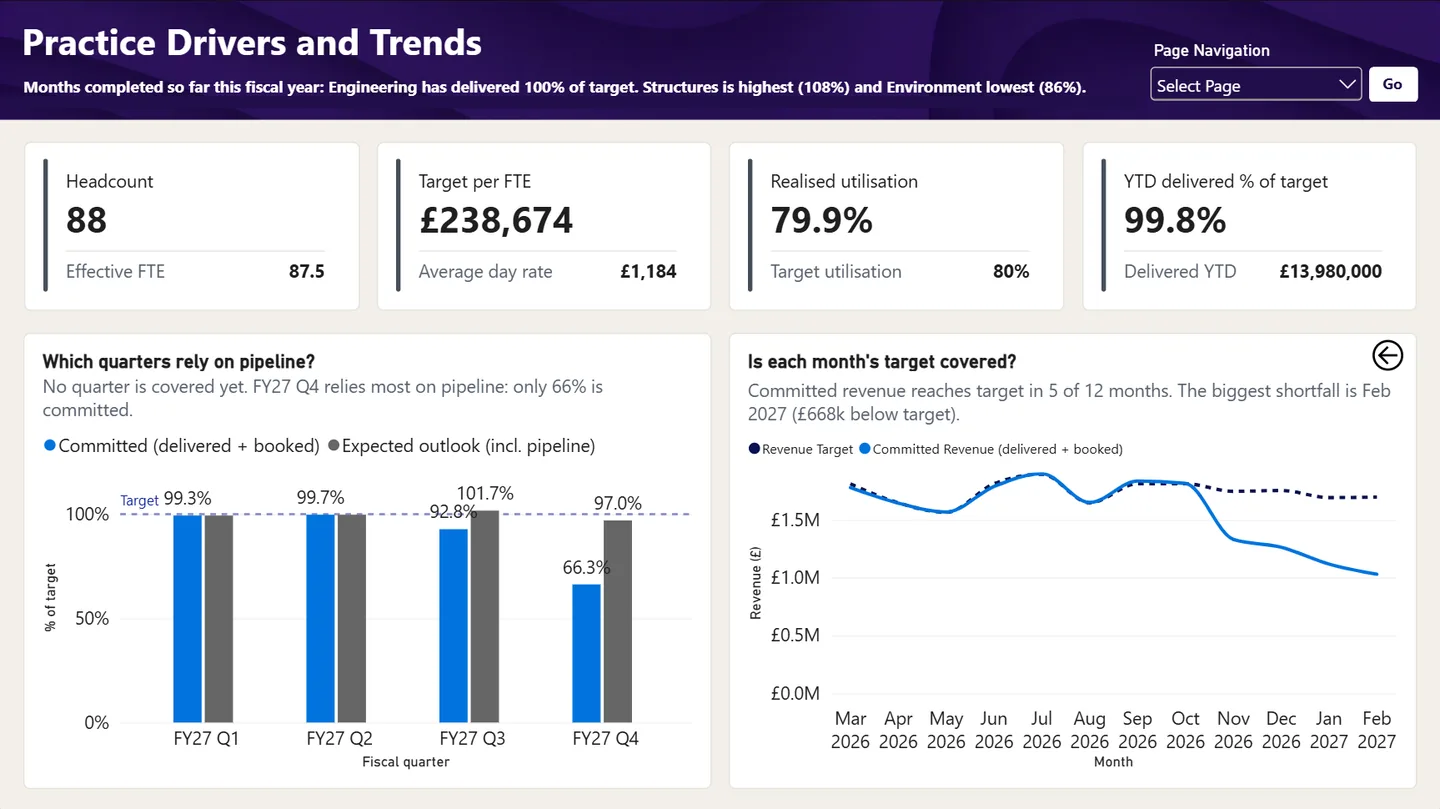 Practice Drivers and Trends
Months completed so far this fiscal year: Engineering has delivered 100% of target. Structures is highest (108%) and Environment lowest (86%).
Page Navigation
Select Page
Go
Headcount
88
Effective FTE 87.5
Target per FTE
£238,674
Average day rate £1,184
Realised utilisation
79.9%
Target utilisation 80%
YTD delivered % of target
99.8%
Delivered YTD £13,980,000
Which quarters rely on pipeline?
No quarter is covered yet. FY27 Q4 relies most on pipeline: only 66% is
committed.
Committed (delivered + booked) Expected outlook (incl. pipeline)
% of target
100%
50%
0%
Target
99.3%
99.7%
92.8%
101.7%
66.3%
97.0%
FY27 Q1 FY27 Q2 FY27 Q3 FY27 Q4
Fiscal quarter
Is each month's target covered?
Committed revenue reaches target in 5 of 12 months. The biggest shortfall is Feb
2027 (£668k below target).
Revenue Target Committed Revenue (delivered + booked)
Revenue (£)
£1.5M
£1.0M
£0.5M
£0.0M
Mar Apr May Jun Jul Aug Sep Oct Nov Dec Jan Feb
2026 2026 2026 2026 2026 2026 2026 2026 2026 2026 2027 2027
Month